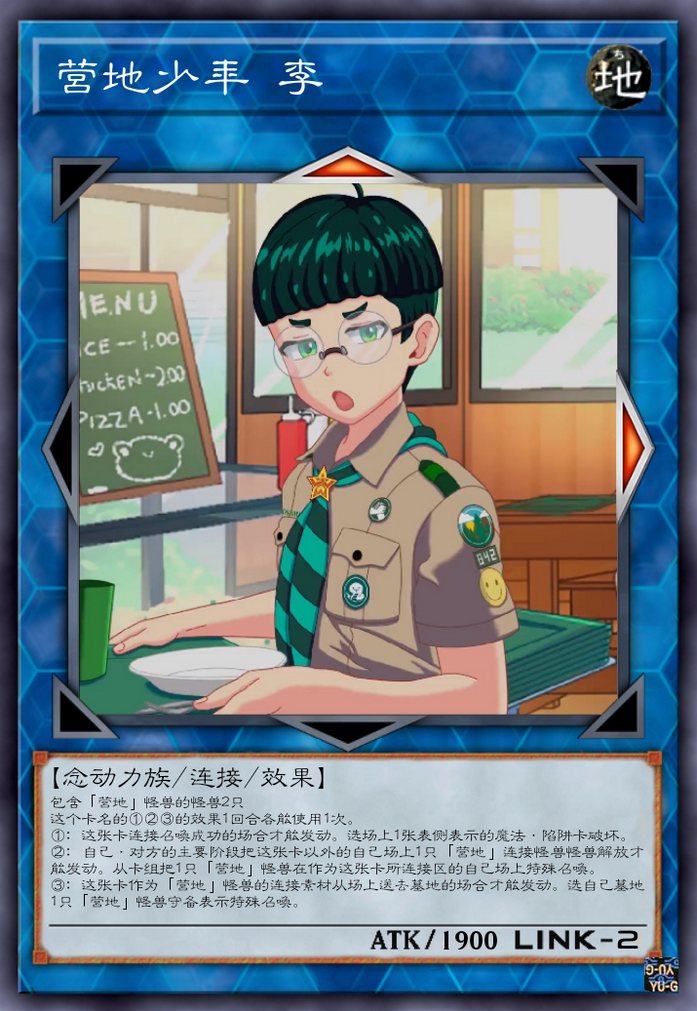 营地少年 李
ち
地
MENU
ICE -- 1.00
CHICKEN - 2.00
PIZZA - 1.00
842
【念动力族/连接/效果】
包含「营地」怪兽的怪兽2只
这个卡名的①②③的效果1回合各能使用1次。
①: 这张卡连接召唤成功的场合才能发动。选场上1张表侧表示的魔法·陷阱卡破坏。
②: 自己·对方的主要阶段把这张卡以外的自己场上1只「营地」连接怪兽怪兽解放才
能发动。从卡组把1只「营地」怪兽在作为这张卡所连接区的自己场上特殊召唤。
③: 这张卡作为「营地」怪兽的连接素材从场上送去墓地的场合才能发动。选自己墓地
1只「营地」怪兽守备表示特殊召唤。
ATK/1900 LINK-2
YU-G